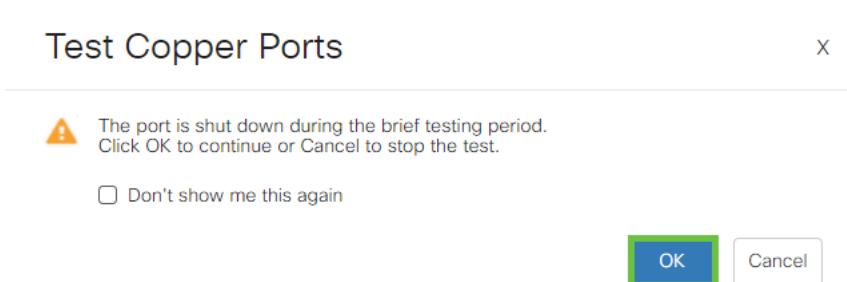 Test Copper Ports
X
The port is shut down during the brief testing period.
Click OK to continue or Cancel to stop the test.
Don't show me this again
OK
Cancel